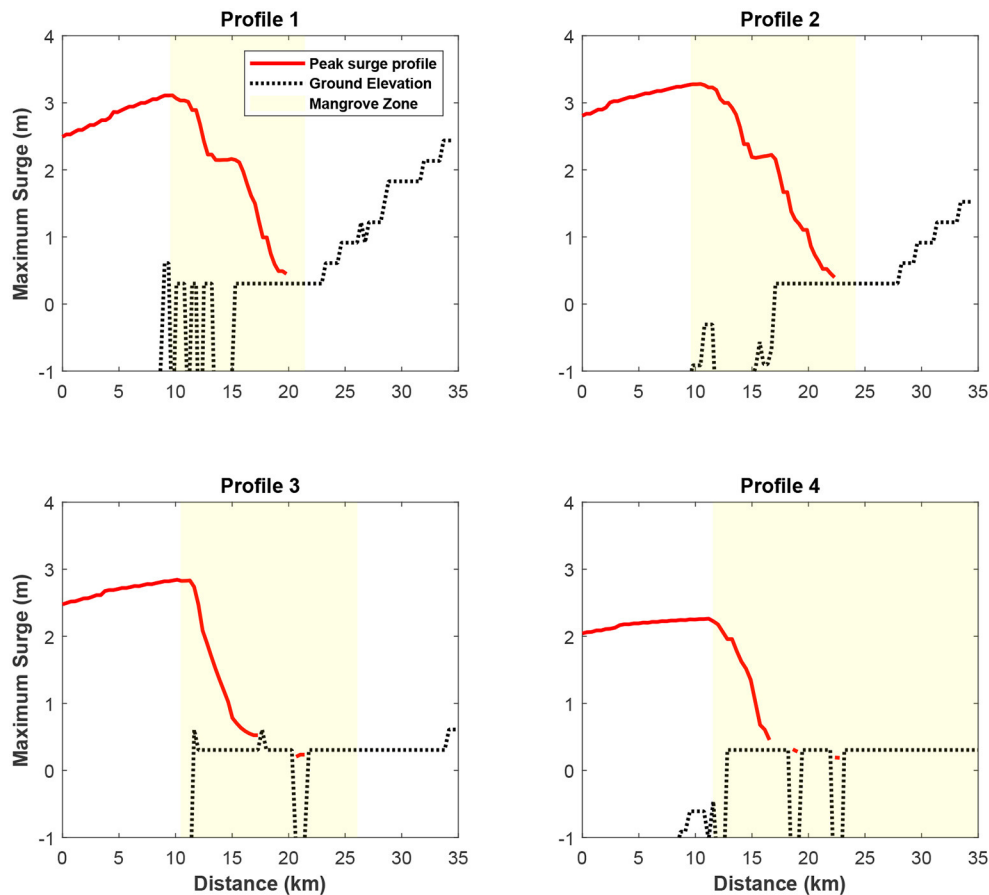 Profile 1
Maximum Surge (m)
4
3
2
1
0
-1
Peak surge profile
Ground Elevation
Mangrove Zone
0 5 10 15 20 25 30 35
Profile 2
4
3
2
1
0
-1
0 5 10 15 20 25 30 35
Profile 3
Maximum Surge (m)
4
3
2
1
0
-1
0 5 10 15 20 25 30 35
Distance (km)
Profile 4
4
3
2
1
0
-1
0 5 10 15 20 25 30 35
Distance (km)